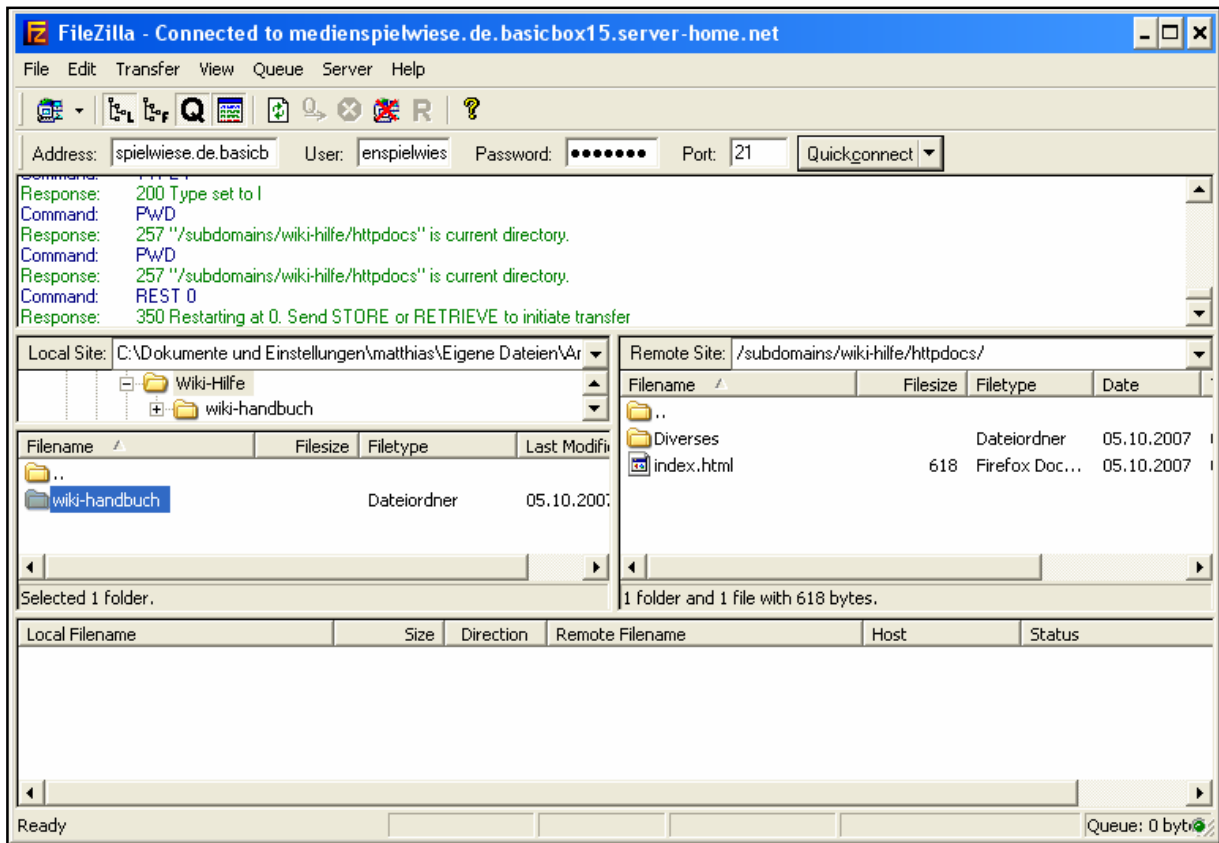 FileZilla - Connected to medienspielwiese.de.basicbox15.server-home.net
File Edit Transfer View Queue Server Help
Address: spielwiese.de.basicb User: enspielwies Password: ●●●●●●● Port: 21 Quickconnect
Response: 200 Type set to I
Command: PWD
Response: 257 "/subdomains/wiki-hilfe/httpdocs" is current directory.
Command: PWD
Response: 257 "/subdomains/wiki-hilfe/httpdocs" is current directory.
Command: REST 0
Response: 350 Restarting at 0. Send STORE or RETRIEVE to initiate transfer
Local Site: C:\Dokumente und Einstellungen\matthias\Eigene Dateien\Ar
Wiki-Hilfe
wiki-handbuch
Filename Filesize Filetype Last Modifi
..
wiki-handbuch Dateiordner 05.10.2007
Selected 1 folder.
Remote Site: /subdomains/wiki-hilfe/httpdocs/
Filename Filesize Filetype Date
..
Diverses Dateiordner 05.10.2007
index.html 618 Firefox Doc... 05.10.2007
1 folder and 1 file with 618 bytes.
Local Filename Size Direction Remote Filename Host Status
Ready Queue: 0 byt